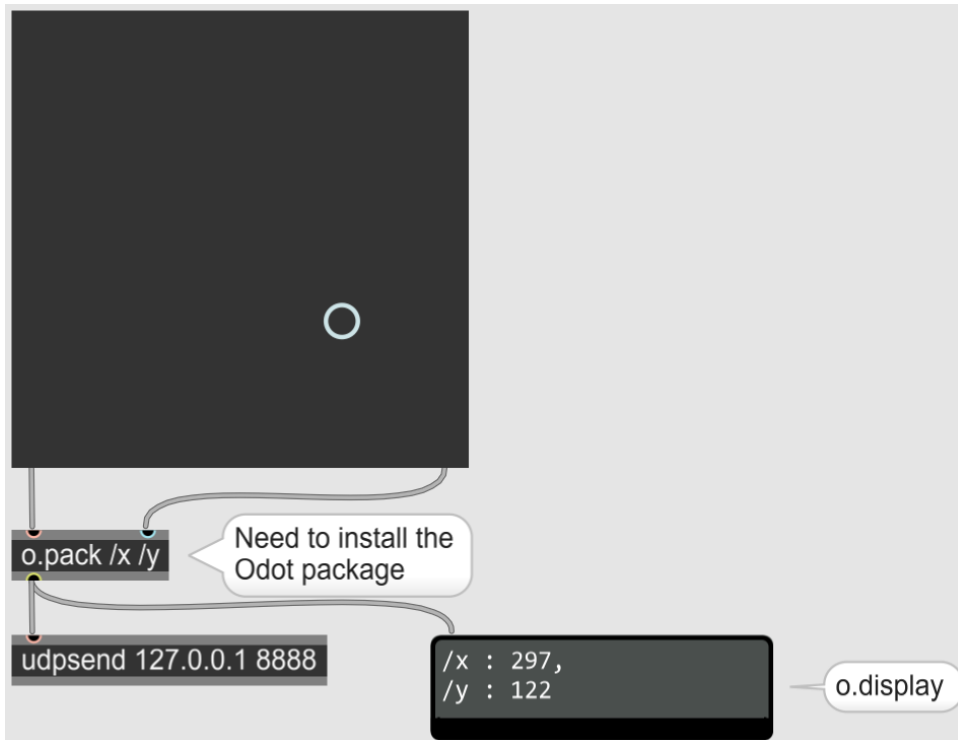 o.pack /x /y
Need to install the
Odot package
udpsend 127.0.0.1 8888
/x : 297,
/y : 122
o.display